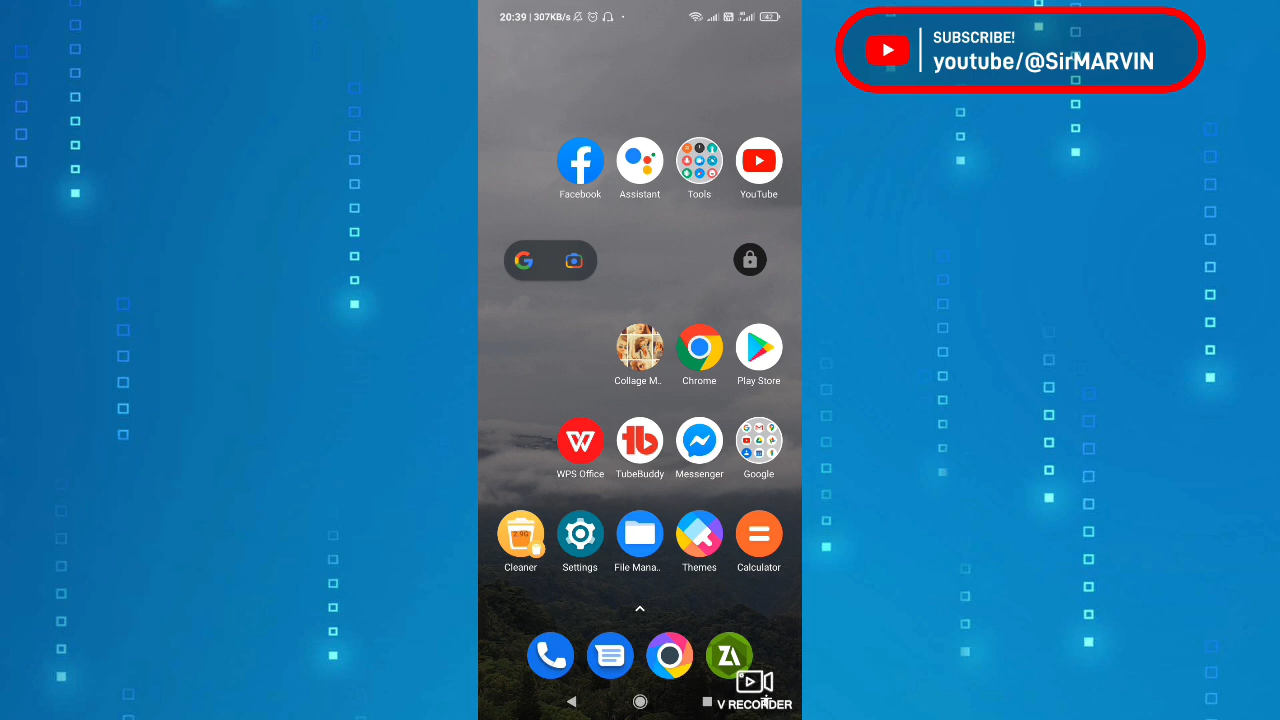 20:39 | 307KB/s
SUBSCRIBE!
youtube/@SirMARVIN
Facebook
Assistant
Tools
YouTube
Collage M..
Chrome
Play Store
WPS Office
TubeBuddy
Messenger
Google
Cleaner
Settings
File Mana..
Themes
Calculator
V RECORDER